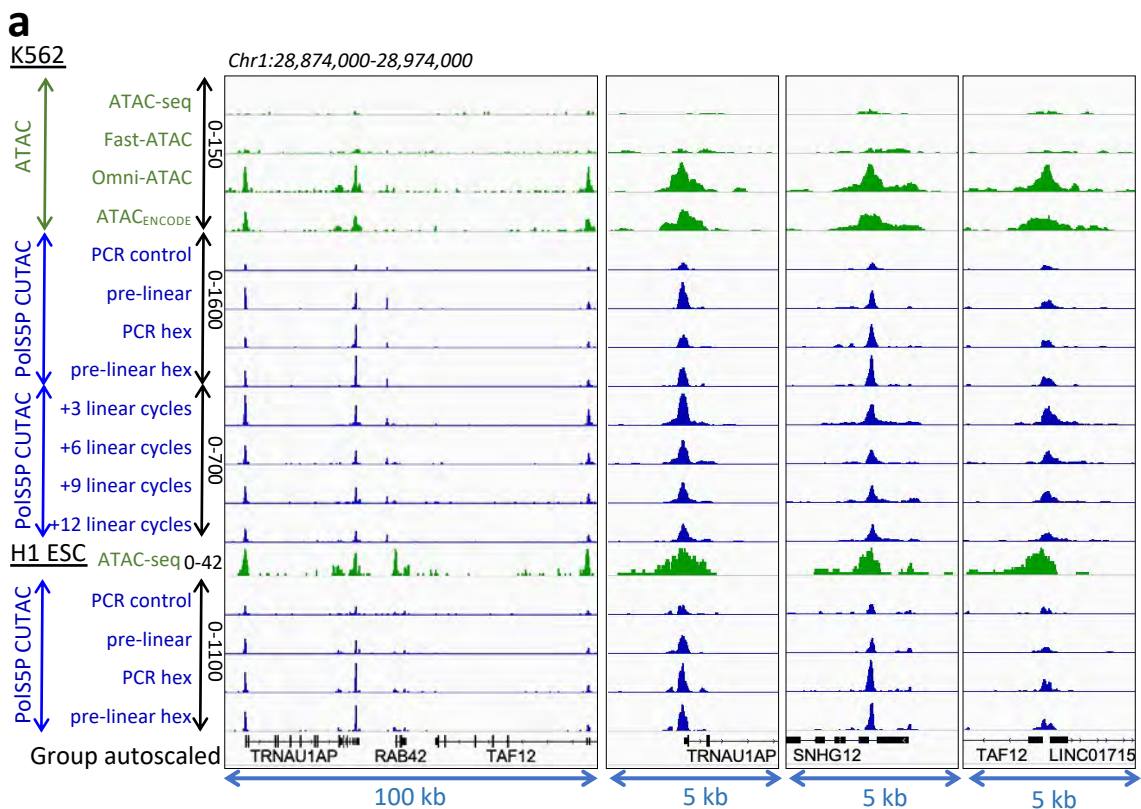 a
K562
Chr1:28,874,000-28,974,000
ATAC
ATAC-seq
Fast-ATAC
Omni-ATAC
ATACENCODE
0-150
PolS5P CUTAC
PCR control
pre-linear
PCR hex
pre-linear hex
0-1600
PolS5P CUTAC
+3 linear cycles
+6 linear cycles
+9 linear cycles
+12 linear cycles
0-700
H1 ESC
ATAC-seq 0-42
PolS5P CUTAC
PCR control
pre-linear
PCR hex
pre-linear hex
0-1100
Group autoscaled
TRNAU1AP RAB42 TAF12
TRNAU1AP
SNHG12
TAF12 LINC01715
100 kb
5 kb
5 kb
5 kb